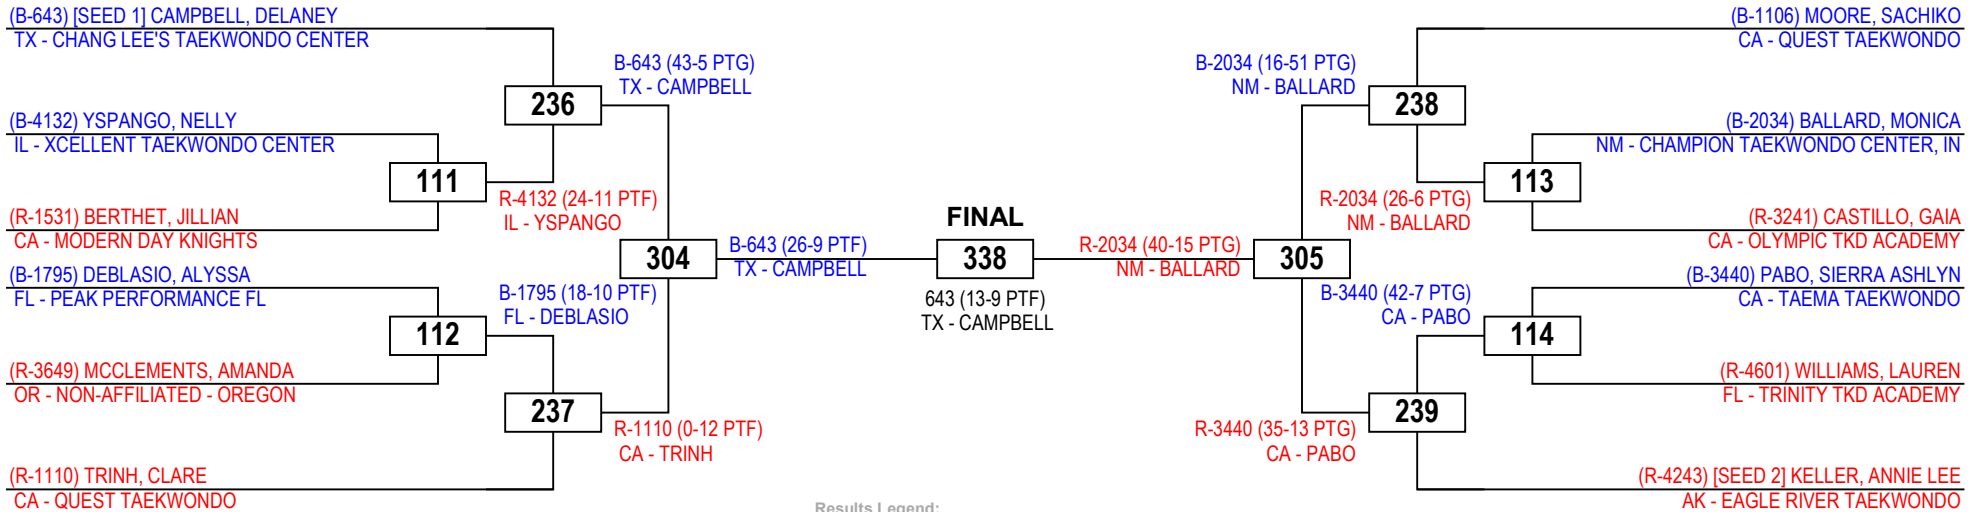 (B-643) [SEED 1] CAMPBELL, DELANEY
TX - CHANG LEE'S TAEKWONDO CENTER
(B-4132) YSPANGO, NELLY
IL - XCELLENT TAEKWONDO CENTER
(R-1531) BERTHET, JILLIAN
CA - MODERN DAY KNIGHTS
(B-1795) DEBLASIO, ALYSSA
FL - PEAK PERFORMANCE FL
(R-3649) MCCLEMENTS, AMANDA
OR - NON-AFFILIATED - OREGON
(R-1110) TRINH, CLARE
CA - QUEST TAEKWONDO
111
112
236
237
R-4132 (24-11 PTF)
IL - YSPANGO
B-1795 (18-10 PTF)
FL - DEBLASIO
B-643 (43-5 PTG)
TX - CAMPBELL
304
R-1110 (0-12 PTF)
CA - TRINH
B-643 (26-9 PTF)
TX - CAMPBELL
FINAL
338
643 (13-9 PTF)
TX - CAMPBELL
Results Legend:
R-2034 (40-15 PTG)
NM - BALLARD
305
B-2034 (16-51 PTG)
NM - BALLARD
R-3440 (35-13 PTG)
CA - PABO
238
239
R-2034 (26-6 PTG)
NM - BALLARD
B-3440 (42-7 PTG)
CA - PABO
113
114
(B-1106) MOORE, SACHIKO
CA - QUEST TAEKWONDO
(B-2034) BALLARD, MONICA
NM - CHAMPION TAEKWONDO CENTER, IN
(R-3241) CASTILLO, GAIA
CA - OLYMPIC TKD ACADEMY
(B-3440) PABO, SIERRA ASHLYN
CA - TAEMA TAEKWONDO
(R-4601) WILLIAMS, LAUREN
FL - TRINITY TKD ACADEMY
(R-4243) [SEED 2] KELLER, ANNIE LEE
AK - EAGLE RIVER TAEKWONDO